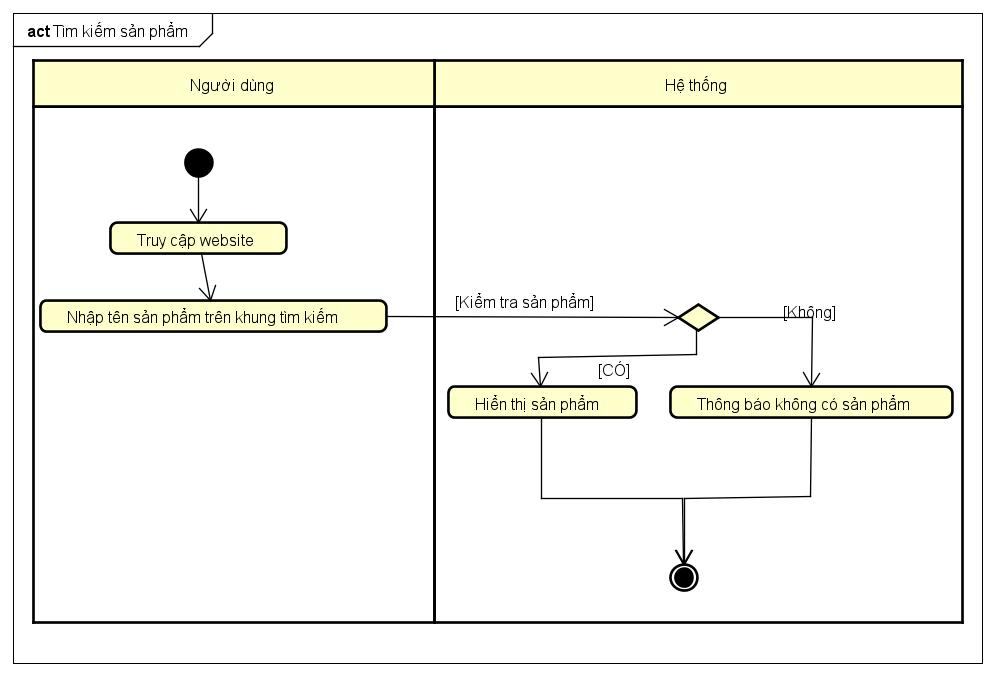 act Tìm kiếm sản phẩm
Người dùng
Hệ thống
Truy cập website
Nhập tên sản phẩm trên khung tìm kiếm
[Kiểm tra sản phẩm]
[Không]
[CÓ]
Hiển thị sản phẩm
Thông báo không có sản phẩm